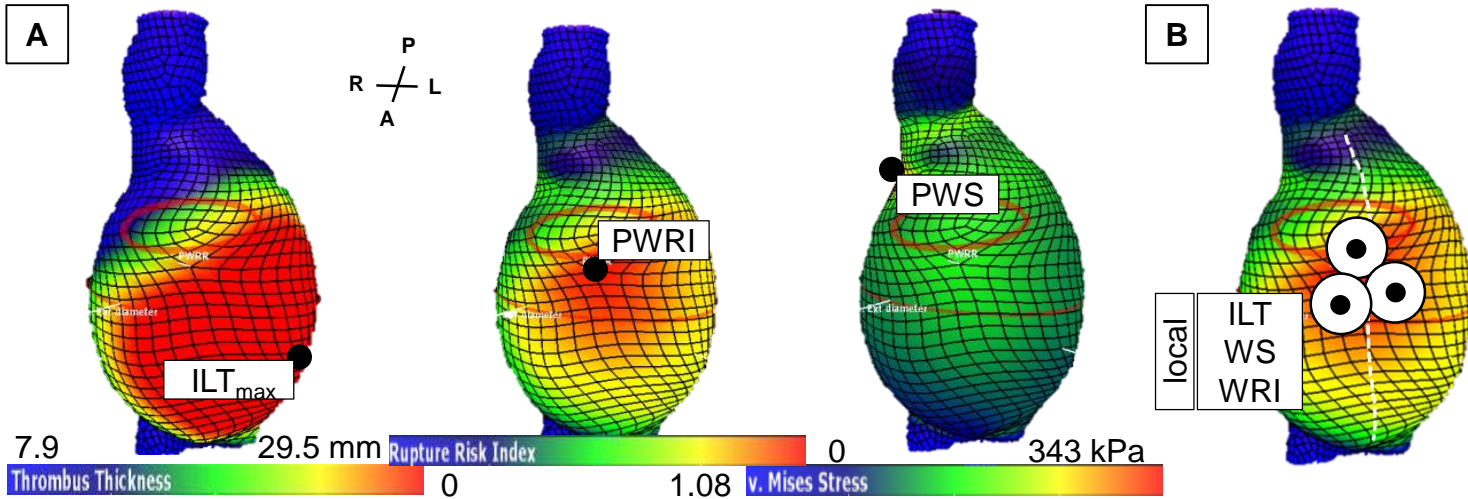 A
P
R
L
A
PWRR
Ext diameter
ILTmax
7.9
29.5 mm
Thrombus Thickness
PWRI
diameter
Rupture Risk Index
0
1.08
PWS
PWRR
Ext diameter
0
343 kPa
v. Mises Stress
B
local
ILT
WS
WRI